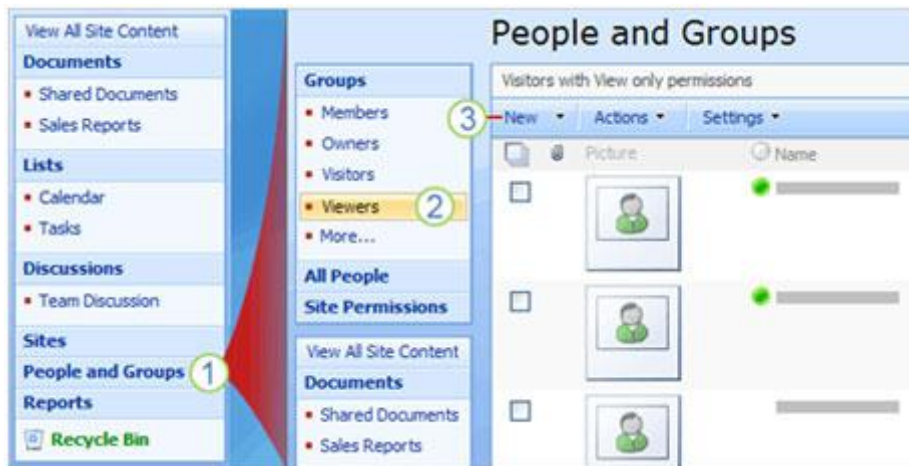 View All Site Content
Documents
Shared Documents
Sales Reports
Lists
Calendar
Tasks
Discussions
Team Discussion
Sites
People and Groups 1
Reports
Recycle Bin
People and Groups
Groups
Members
Owners
Visitors
Viewers 2
More...
All People
Site Permissions
View All Site Content
Documents
Shared Documents
Sales Reports
Visitors with View only permissions
3 New Actions Settings
Picture Name